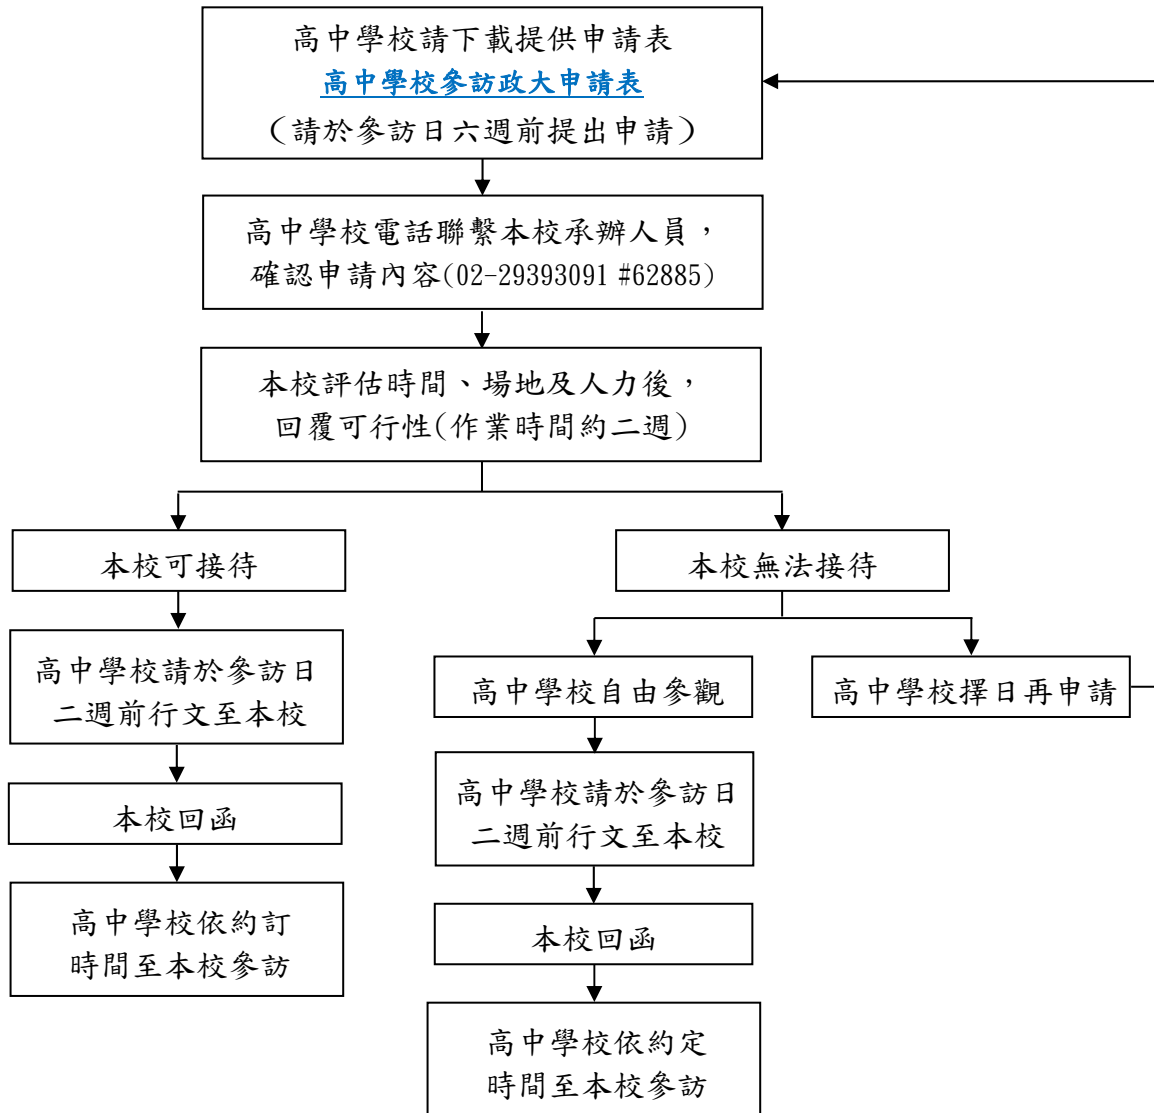 高中學校請下載提供申請表
高中學校參訪政大申請表
（請於參訪日六週前提出申請）
高中學校電話聯繫本校承辦人員，
確認申請內容(02-29393091 #62885)
本校評估時間、場地及人力後，
回覆可行性(作業時間約二週)
本校可接待
高中學校請於參訪日
二週前行文至本校
本校回函
高中學校依約訂
時間至本校參訪
本校無法接待
高中學校自由參觀
高中學校請於參訪日
二週前行文至本校
本校回函
高中學校依約定
時間至本校參訪
高中學校擇日再申請